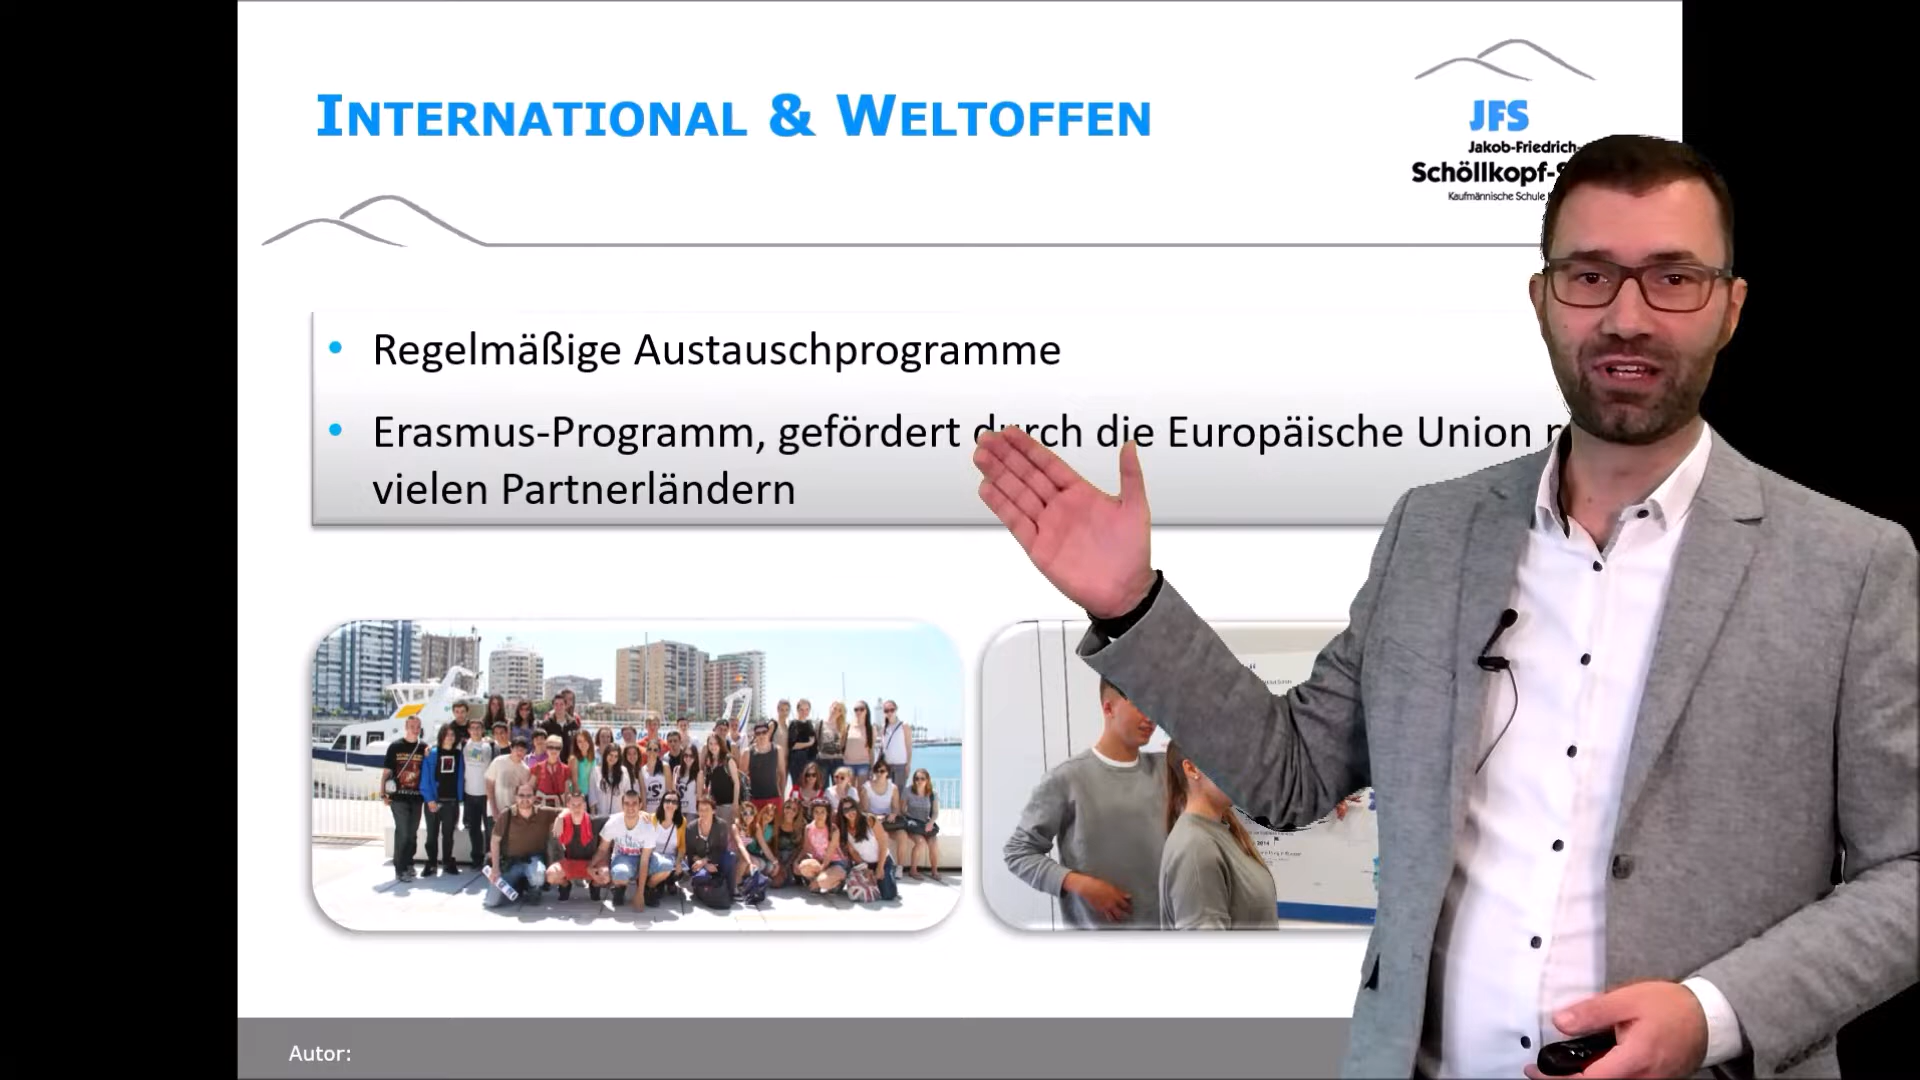 INTERNATIONAL & WELTOFFEN
JFS
Jakob-Friedrich-
Schöllkopf-
Kaufmännische Schule
• Regelmäßige Austauschprogramme
• Erasmus-Programm, gefördert durch die Europäische Union
vielen Partnerländern
Autor: